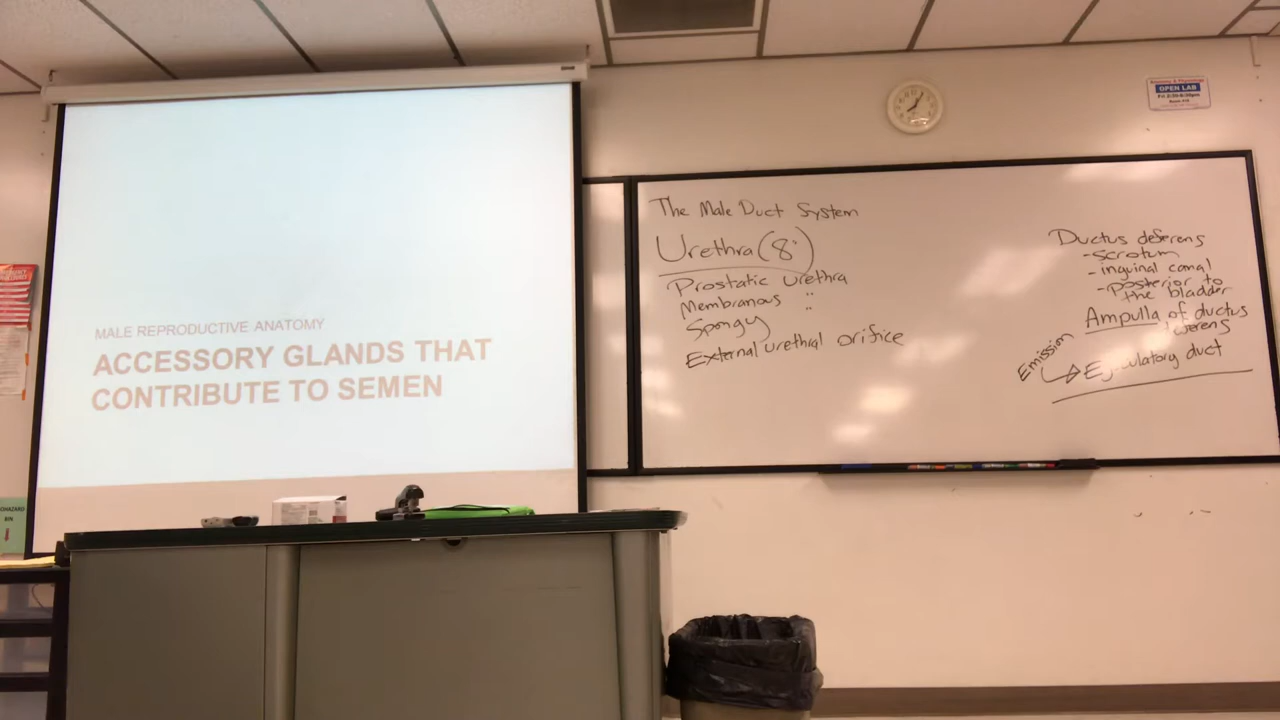 MALE REPRODUCTIVE ANATOMY
ACCESSORY GLANDS THAT
CONTRIBUTE TO SEMEN
The Male Duct System
Urethra (8")
Prostatic Urethra
Membranous "
Spongy
External urethral orifice
Ductus deferens
- scrotum
- inguinal canal
- posterior to
the bladder
Ampulla of ductus
deferens
Emission
Ejaculatory duct
OPEN LAB
BIOHAZARD
BIN